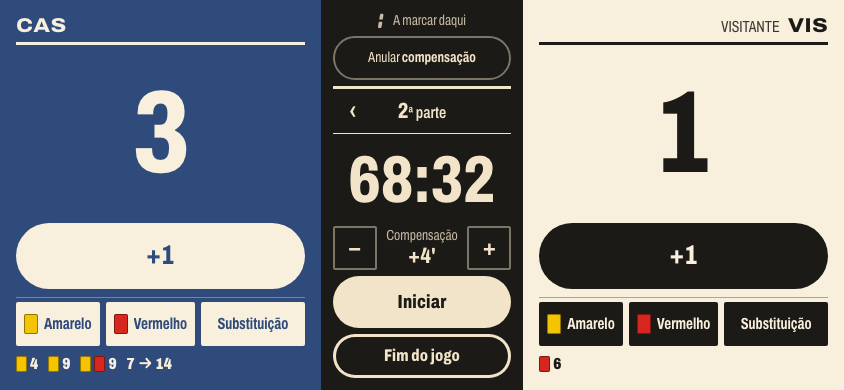 CAS
3
+1
Amarelo Vermelho Substituição
4 9 9 7 → 14
A marcar daqui
Anular compensação
‹ 2ª parte
68:32
− Compensação +
+4'
Iniciar
Fim do jogo
VISITANTE VIS
1
+1
Amarelo Vermelho Substituição
6